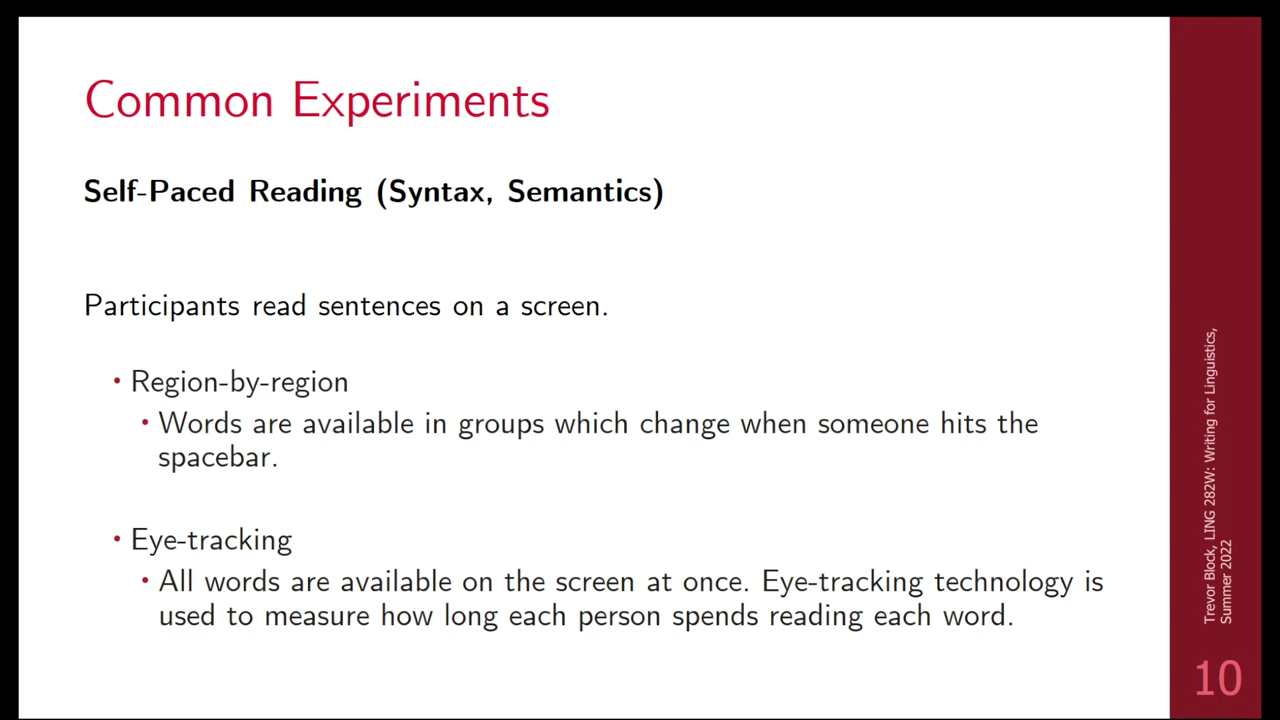 Common Experiments
Self-Paced Reading (Syntax, Semantics)
Participants read sentences on a screen.
• Region-by-region
• Words are available in groups which change when someone hits the
spacebar.
• Eye-tracking
• All words are available on the screen at once. Eye-tracking technology is
used to measure how long each person spends reading each word.
Trevor Block, LING 282W: Writing for Linguistics,
Summer 2022
10